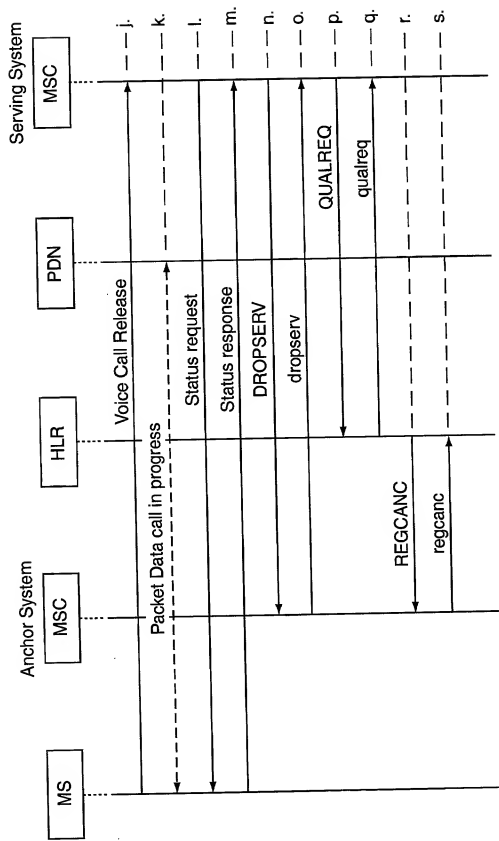 Anchor System
Serving System
MS
MSC
HLR
PDN
MSC
Voice Call Release
j.
Packet Data call in progress
k.
Status request
l.
Status response
m.
DROPSERV
n.
dropserv
o.
QUALREQ
p.
qualreq
q.
REGCANC
r.
regcanc
s.